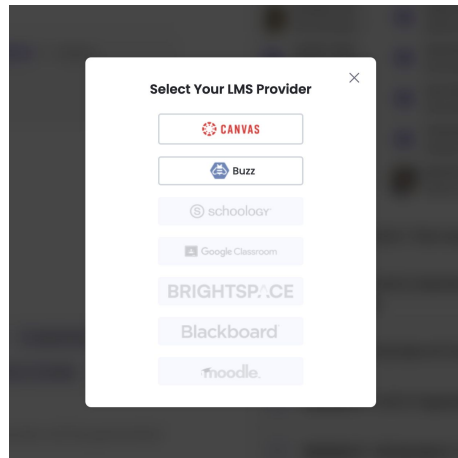 Select Your LMS Provider
CANVAS
Buzz
S schoology
Google Classroom
BRIGHTSPACE
Blackboard
moodle